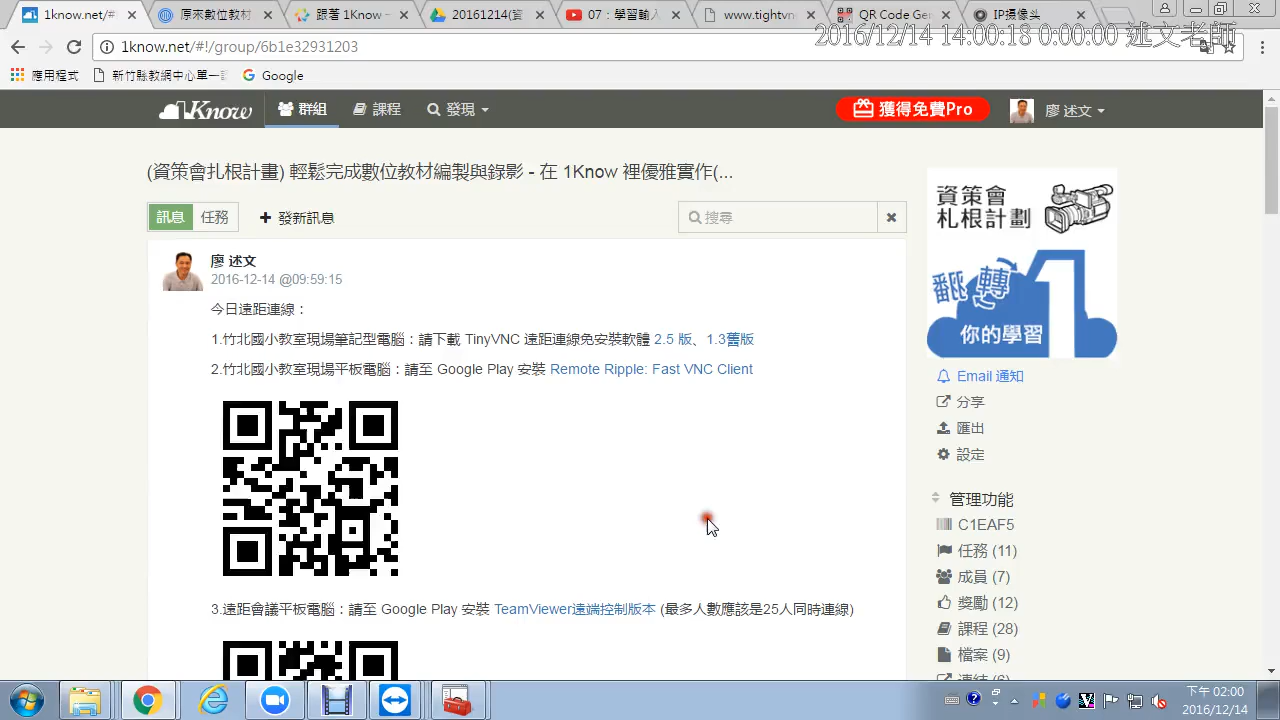 1know.net/#
原克數位教材
跟著 1Know
20161214(資
07：學習輸入
www.tightv
QR Code Ge
IP摄像头
1know.net/#!/group/6b1e32931203
2016/12/14 14:00:18 0:00:00 述文老師
應用程式
新竹縣教網中心單一
Google
1Know
群組
課程
發現
獲得免費Pro
廖 述文
(資策會扎根計畫) 輕鬆完成數位教材編製與錄影 - 在 1Know 裡優雅實作(...
訊息
任務
發新訊息
搜尋
廖 述文
2016-12-14 @09:59:15
今日遠距連線：
1.竹北國小教室現場筆記型電腦：請下載 TinyVNC 遠距連線免安裝軟體 2.5 版、1.3舊版
2.竹北國小教室現場平板電腦：請至 Google Play 安裝 Remote Ripple: Fast VNC Client
3.遠距會議平板電腦：請至 Google Play 安裝 TeamViewer遠端控制版本 (最多人數應該是25人同時連線)
資策會
札根計劃
翻轉
你的學習
Email 通知
分享
匯出
設定
管理功能
C1EAF5
任務 (11)
成員 (7)
獎勵 (12)
課程 (28)
檔案 (9)
連結 (6)
下午 02:00
2016/12/14